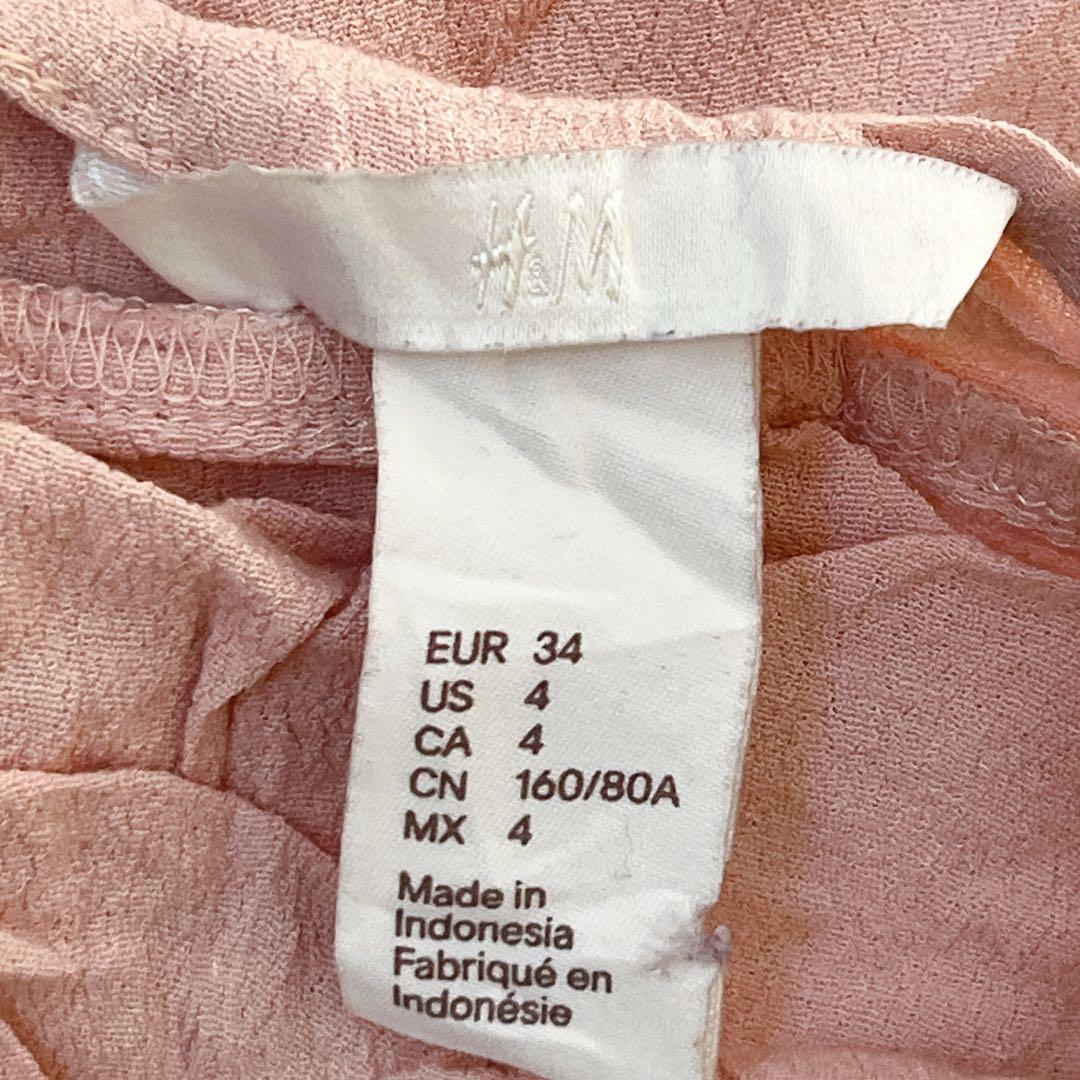 H&M
EUR 34
US 4
CA 4
CN 160/80A
MX 4
Made in
Indonesia
Fabriqué en
Indonésie